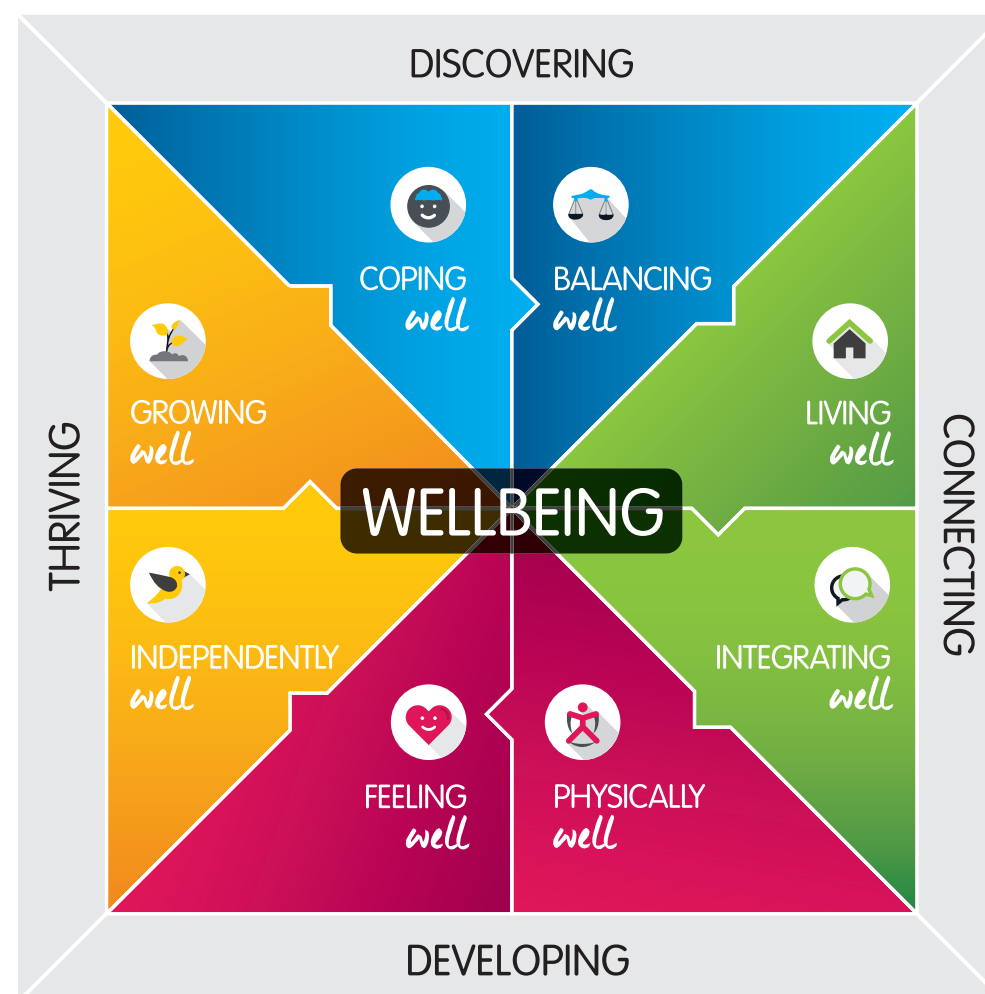 DISCOVERING
COPING
well
BALANCING
well
GROWING
well
LIVING
well
THRIVING
WELLBEING
CONNECTING
INDEPENDENTLY
well
INTEGRATING
well
FEELING
well
PHYSICALLY
well
DEVELOPING